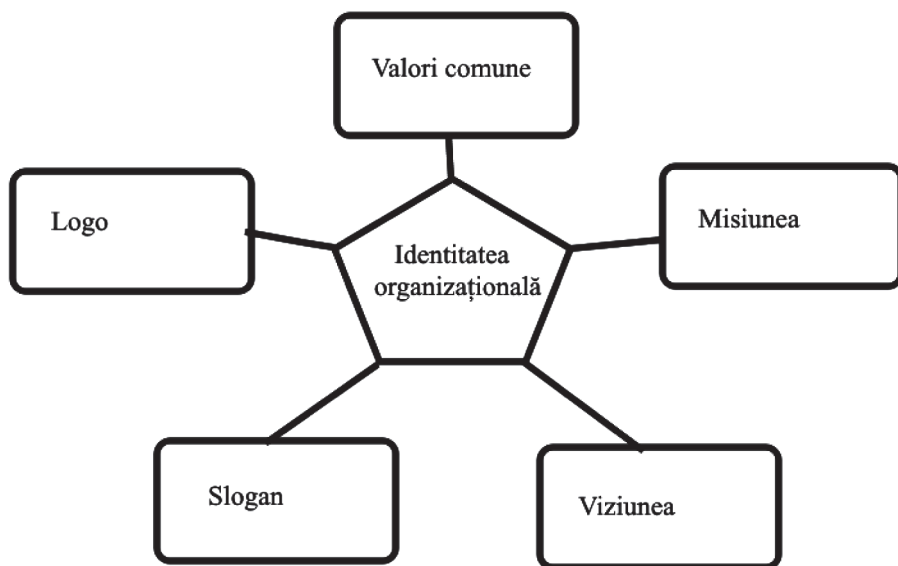 Valori comune
Logo
Misiunea
Identitatea
organizațională
Slogan
Viziunea